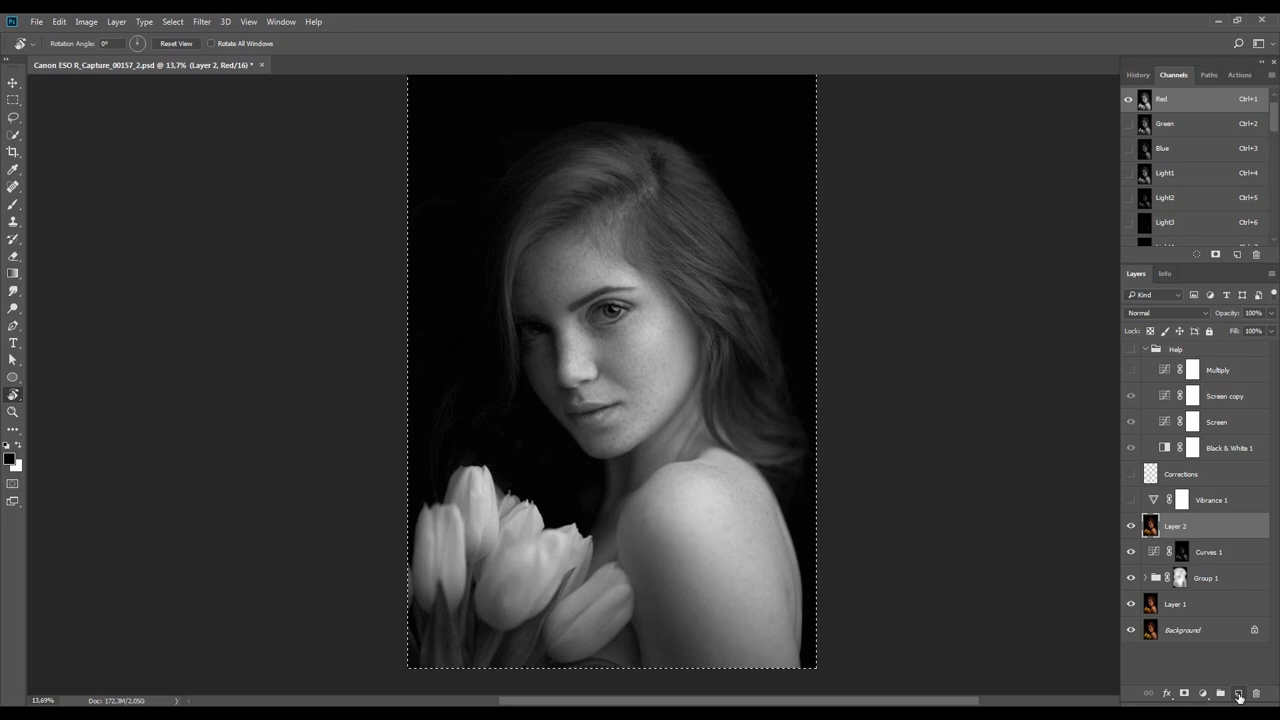 Ps File Edit Image Layer Type Select Filter 3D View Window Help
Rotation Angle: 0° Reset View Rotate All Windows
Canon ESO R_Capture_00157_2.psd @ 13,7% (Layer 2, Red/16) * ×
History Channels Paths Actions
Red Ctrl+1
Green Ctrl+2
Blue Ctrl+3
Light1 Ctrl+4
Light2 Ctrl+5
Light3 Ctrl+6
Layers Info
Kind
Normal Opacity: 100%
Lock: Fill: 100%
Help
Multiply
Screen copy
Screen
Black & White 1
Corrections
Vibrance 1
Layer 2
Curves 1
Group 1
Layer 1
Background
13,69% Doc: 172,3M/2,05G
fx